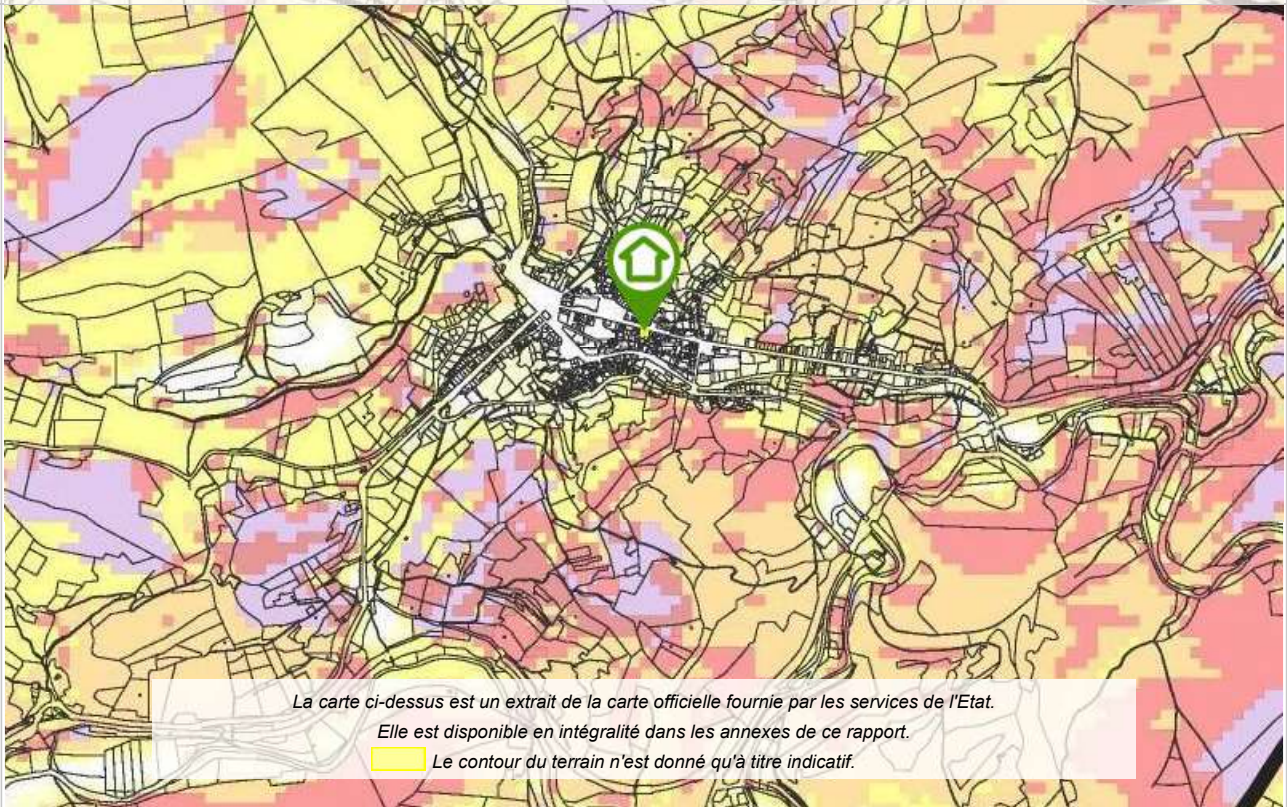 La carte ci-dessus est un extrait de la carte officielle fournie par les services de l'Etat.
Elle est disponible en intégralité dans les annexes de ce rapport.
Le contour du terrain n'est donné qu'à titre indicatif.